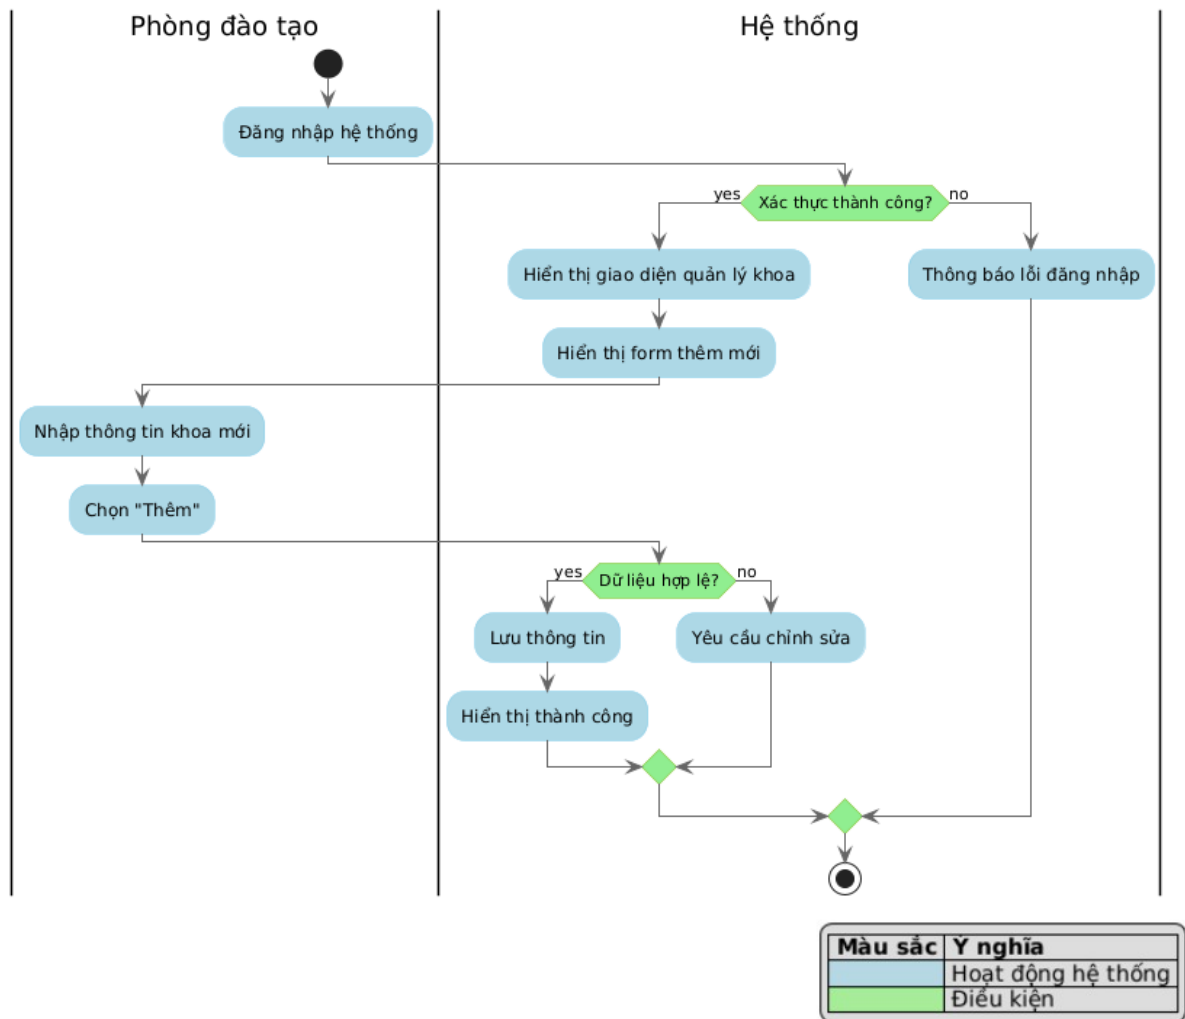 Phòng đào tạo
Hệ thống
Đăng nhập hệ thống
yes
Xác thực thành công?
no
Hiển thị giao diện quản lý khoa
Thông báo lỗi đăng nhập
Hiển thị form thêm mới
Nhập thông tin khoa mới
Chọn "Thêm"
yes
Dữ liệu hợp lệ?
no
Lưu thông tin
Yêu cầu chỉnh sửa
Hiển thị thành công
Màu sắc Ý nghĩa
Hoạt động hệ thống
Điều kiện